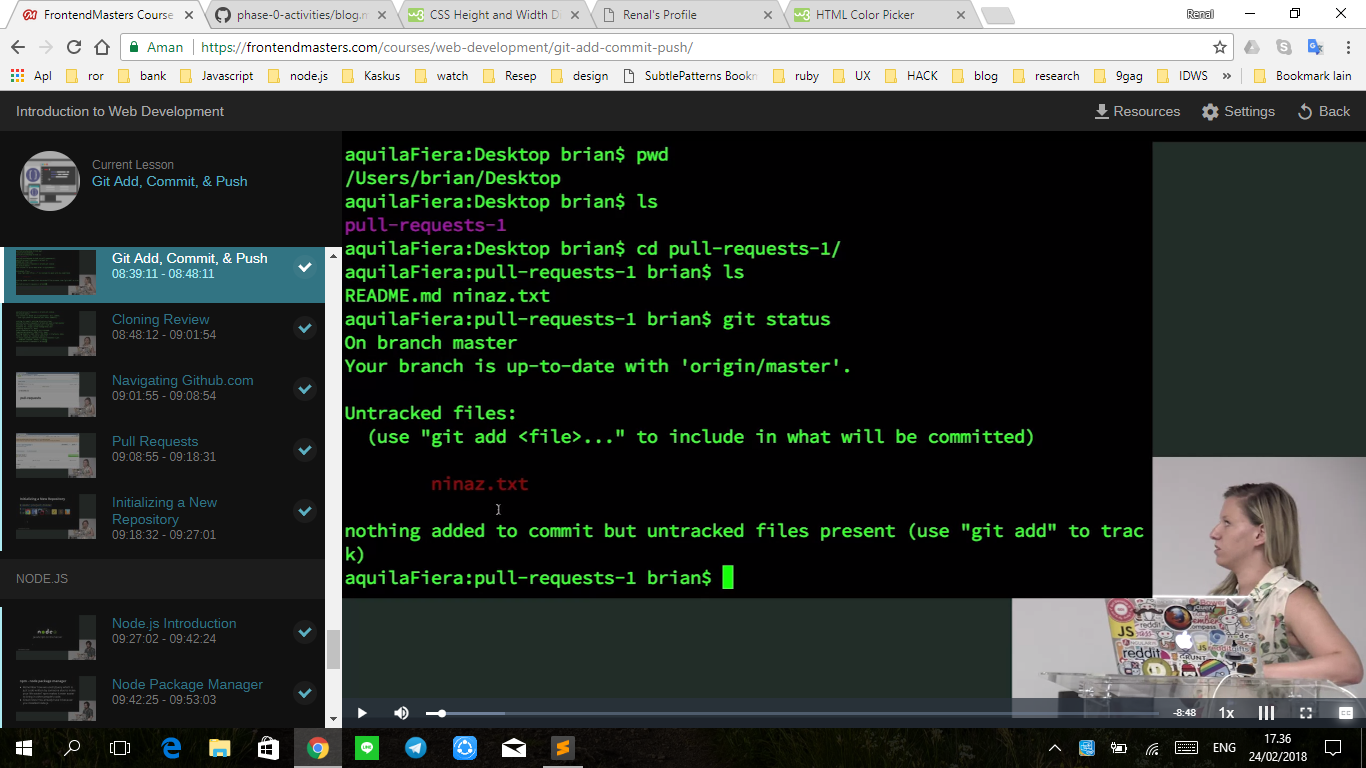 FrontendMasters Course
phase-0-activities/blog.m
CSS Height and Width D
Renal's Profile
HTML Color Picker
Renal
Aman
https://frontendmasters.com/courses/web-development/git-add-commit-push/
Apl
ror
bank
Javascript
node.js
Kaskus
watch
Resep
design
SubtlePatterns Bookm
ruby
UX
HACK
blog
research
9gag
IDWS
»
Bookmark lain
Introduction to Web Development
Resources
Settings
Back
Current Lesson
Git Add, Commit, & Push
Git Add, Commit, & Push
08:39:11 - 08:48:11
Cloning Review
08:48:12 - 09:01:54
Navigating Github.com
09:01:55 - 09:08:54
Pull Requests
09:08:55 - 09:18:31
Initializing a New
Repository
09:18:32 - 09:27:01
NODE.JS
Node.js Introduction
09:27:02 - 09:42:24
Node Package Manager
09:42:25 - 09:53:03
aquilaFiera:Desktop brian$ pwd
/Users/brian/Desktop
aquilaFiera:Desktop brian$ ls
pull-requests-1
aquilaFiera:Desktop brian$ cd pull-requests-1/
aquilaFiera:pull-requests-1 brian$ ls
README.md ninaz.txt
aquilaFiera:pull-requests-1 brian$ git status
On branch master
Your branch is up-to-date with 'origin/master'.
Untracked files:
(use "git add <file>..." to include in what will be committed)
ninaz.txt
nothing added to commit but untracked files present (use "git add" to trac
k)
aquilaFiera:pull-requests-1 brian$
JS
reddit
reddit
GRUNT
jQuery
-8:48
1x
CC
ENG
17.36
24/02/2018